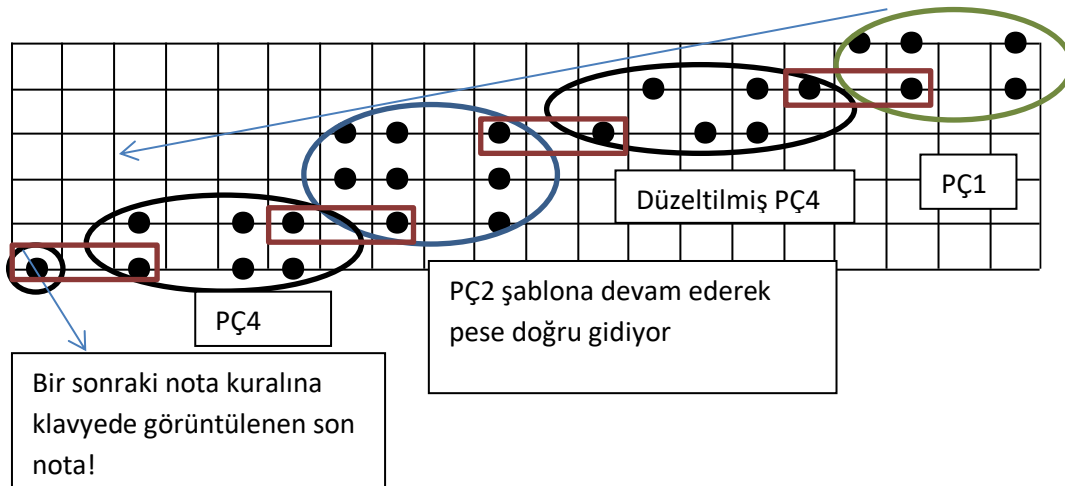 PÇ1
Düzeltilmiş PÇ4
PÇ2 şablona devam ederek
pese doğru gidiyor
PÇ4
Bir sonraki nota kuralına
klavyede görüntülenen son
nota!